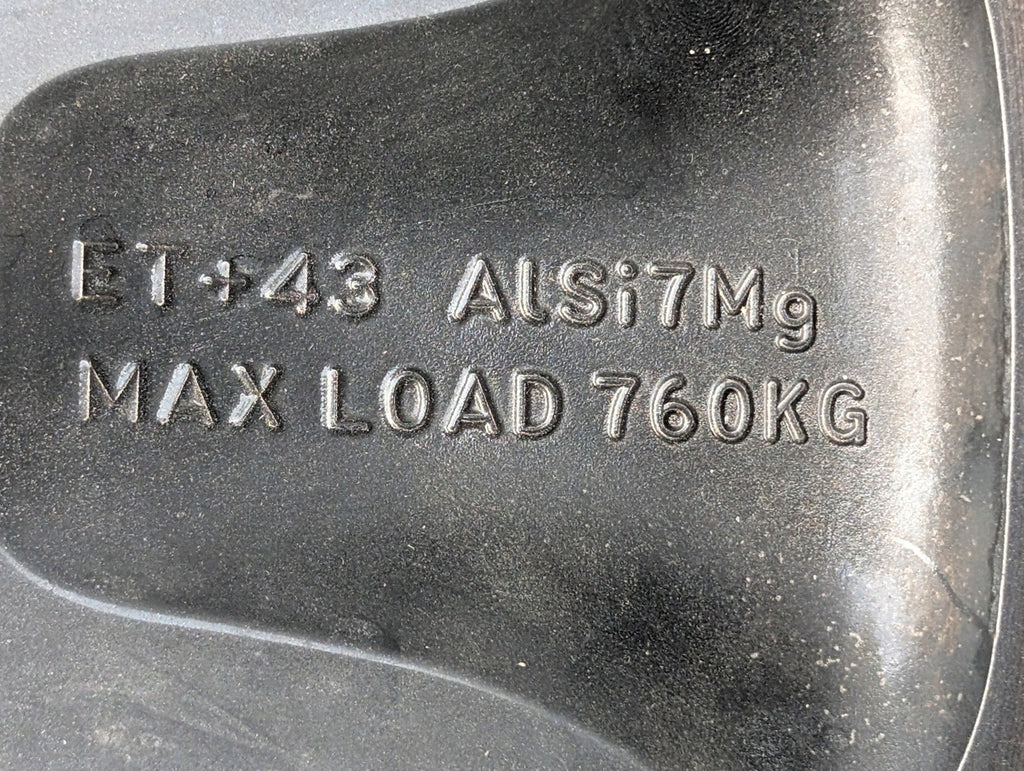 ET+43 AlSi7Mg
MAX LOAD 760KG